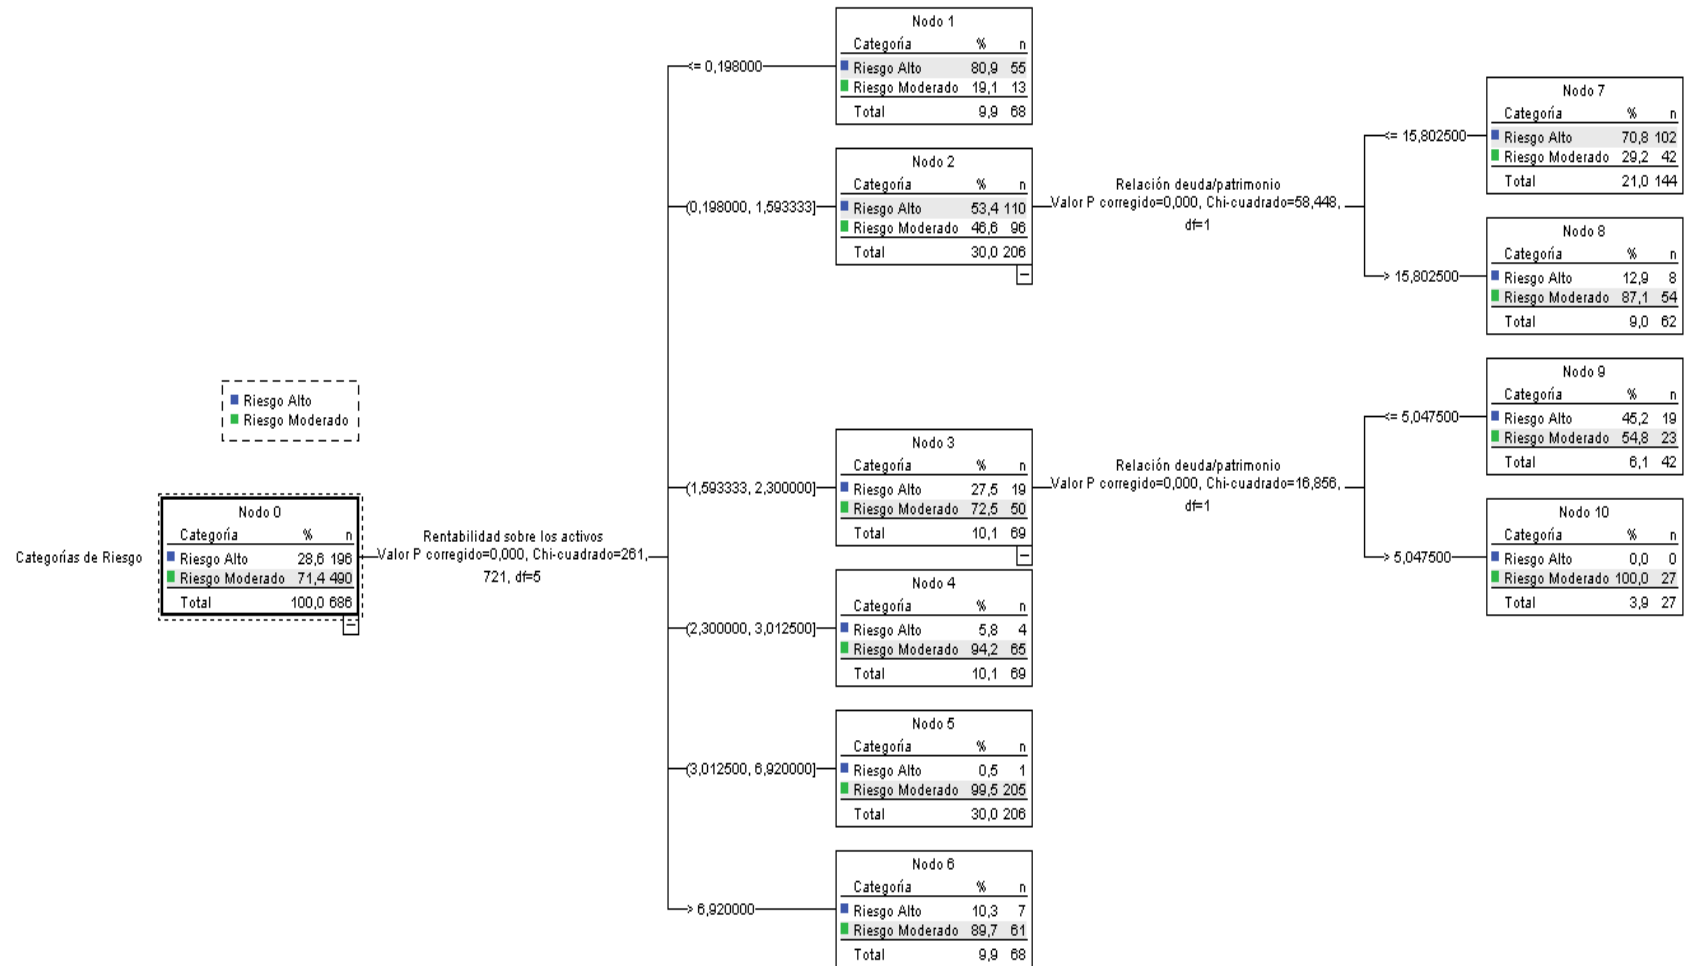 Categorías de Riesgo
Riesgo Alto
Riesgo Moderado
Nodo 0
Categoría % n
Riesgo Alto 28,6 196
Riesgo Moderado 71,4 490
Total 100,0 686
Rentabilidad sobre los activos
Valor P corregido=0,000, Chi-cuadrado=261,
721, df=5
<= 0,198000
Nodo 1
Categoría % n
Riesgo Alto 80,9 55
Riesgo Moderado 19,1 13
Total 9,9 68
(0,198000, 1,593333]
Nodo 2
Categoría % n
Riesgo Alto 53,4 110
Riesgo Moderado 46,6 96
Total 30,0 206
Relación deuda/patrimonio
Valor P corregido=0,000, Chi-cuadrado=58,448,
df=1
<= 15,802500
Nodo 7
Categoría % n
Riesgo Alto 70,8 102
Riesgo Moderado 29,2 42
Total 21,0 144
> 15,802500
Nodo 8
Categoría % n
Riesgo Alto 12,9 8
Riesgo Moderado 87,1 54
Total 9,0 62
(1,593333, 2,300000]
Nodo 3
Categoría % n
Riesgo Alto 27,5 19
Riesgo Moderado 72,5 50
Total 10,1 69
Relación deuda/patrimonio
Valor P corregido=0,000, Chi-cuadrado=16,856,
df=1
<= 5,047500
Nodo 9
Categoría % n
Riesgo Alto 45,2 19
Riesgo Moderado 54,8 23
Total 6,1 42
> 5,047500
Nodo 10
Categoría % n
Riesgo Alto 0,0 0
Riesgo Moderado 100,0 27
Total 3,9 27
(2,300000, 3,012500]
Nodo 4
Categoría % n
Riesgo Alto 5,8 4
Riesgo Moderado 94,2 65
Total 10,1 69
(3,012500, 6,920000]
Nodo 5
Categoría % n
Riesgo Alto 0,5 1
Riesgo Moderado 99,5 205
Total 30,0 206
> 6,920000
Nodo 6
Categoría % n
Riesgo Alto 10,3 7
Riesgo Moderado 89,7 61
Total 9,9 68